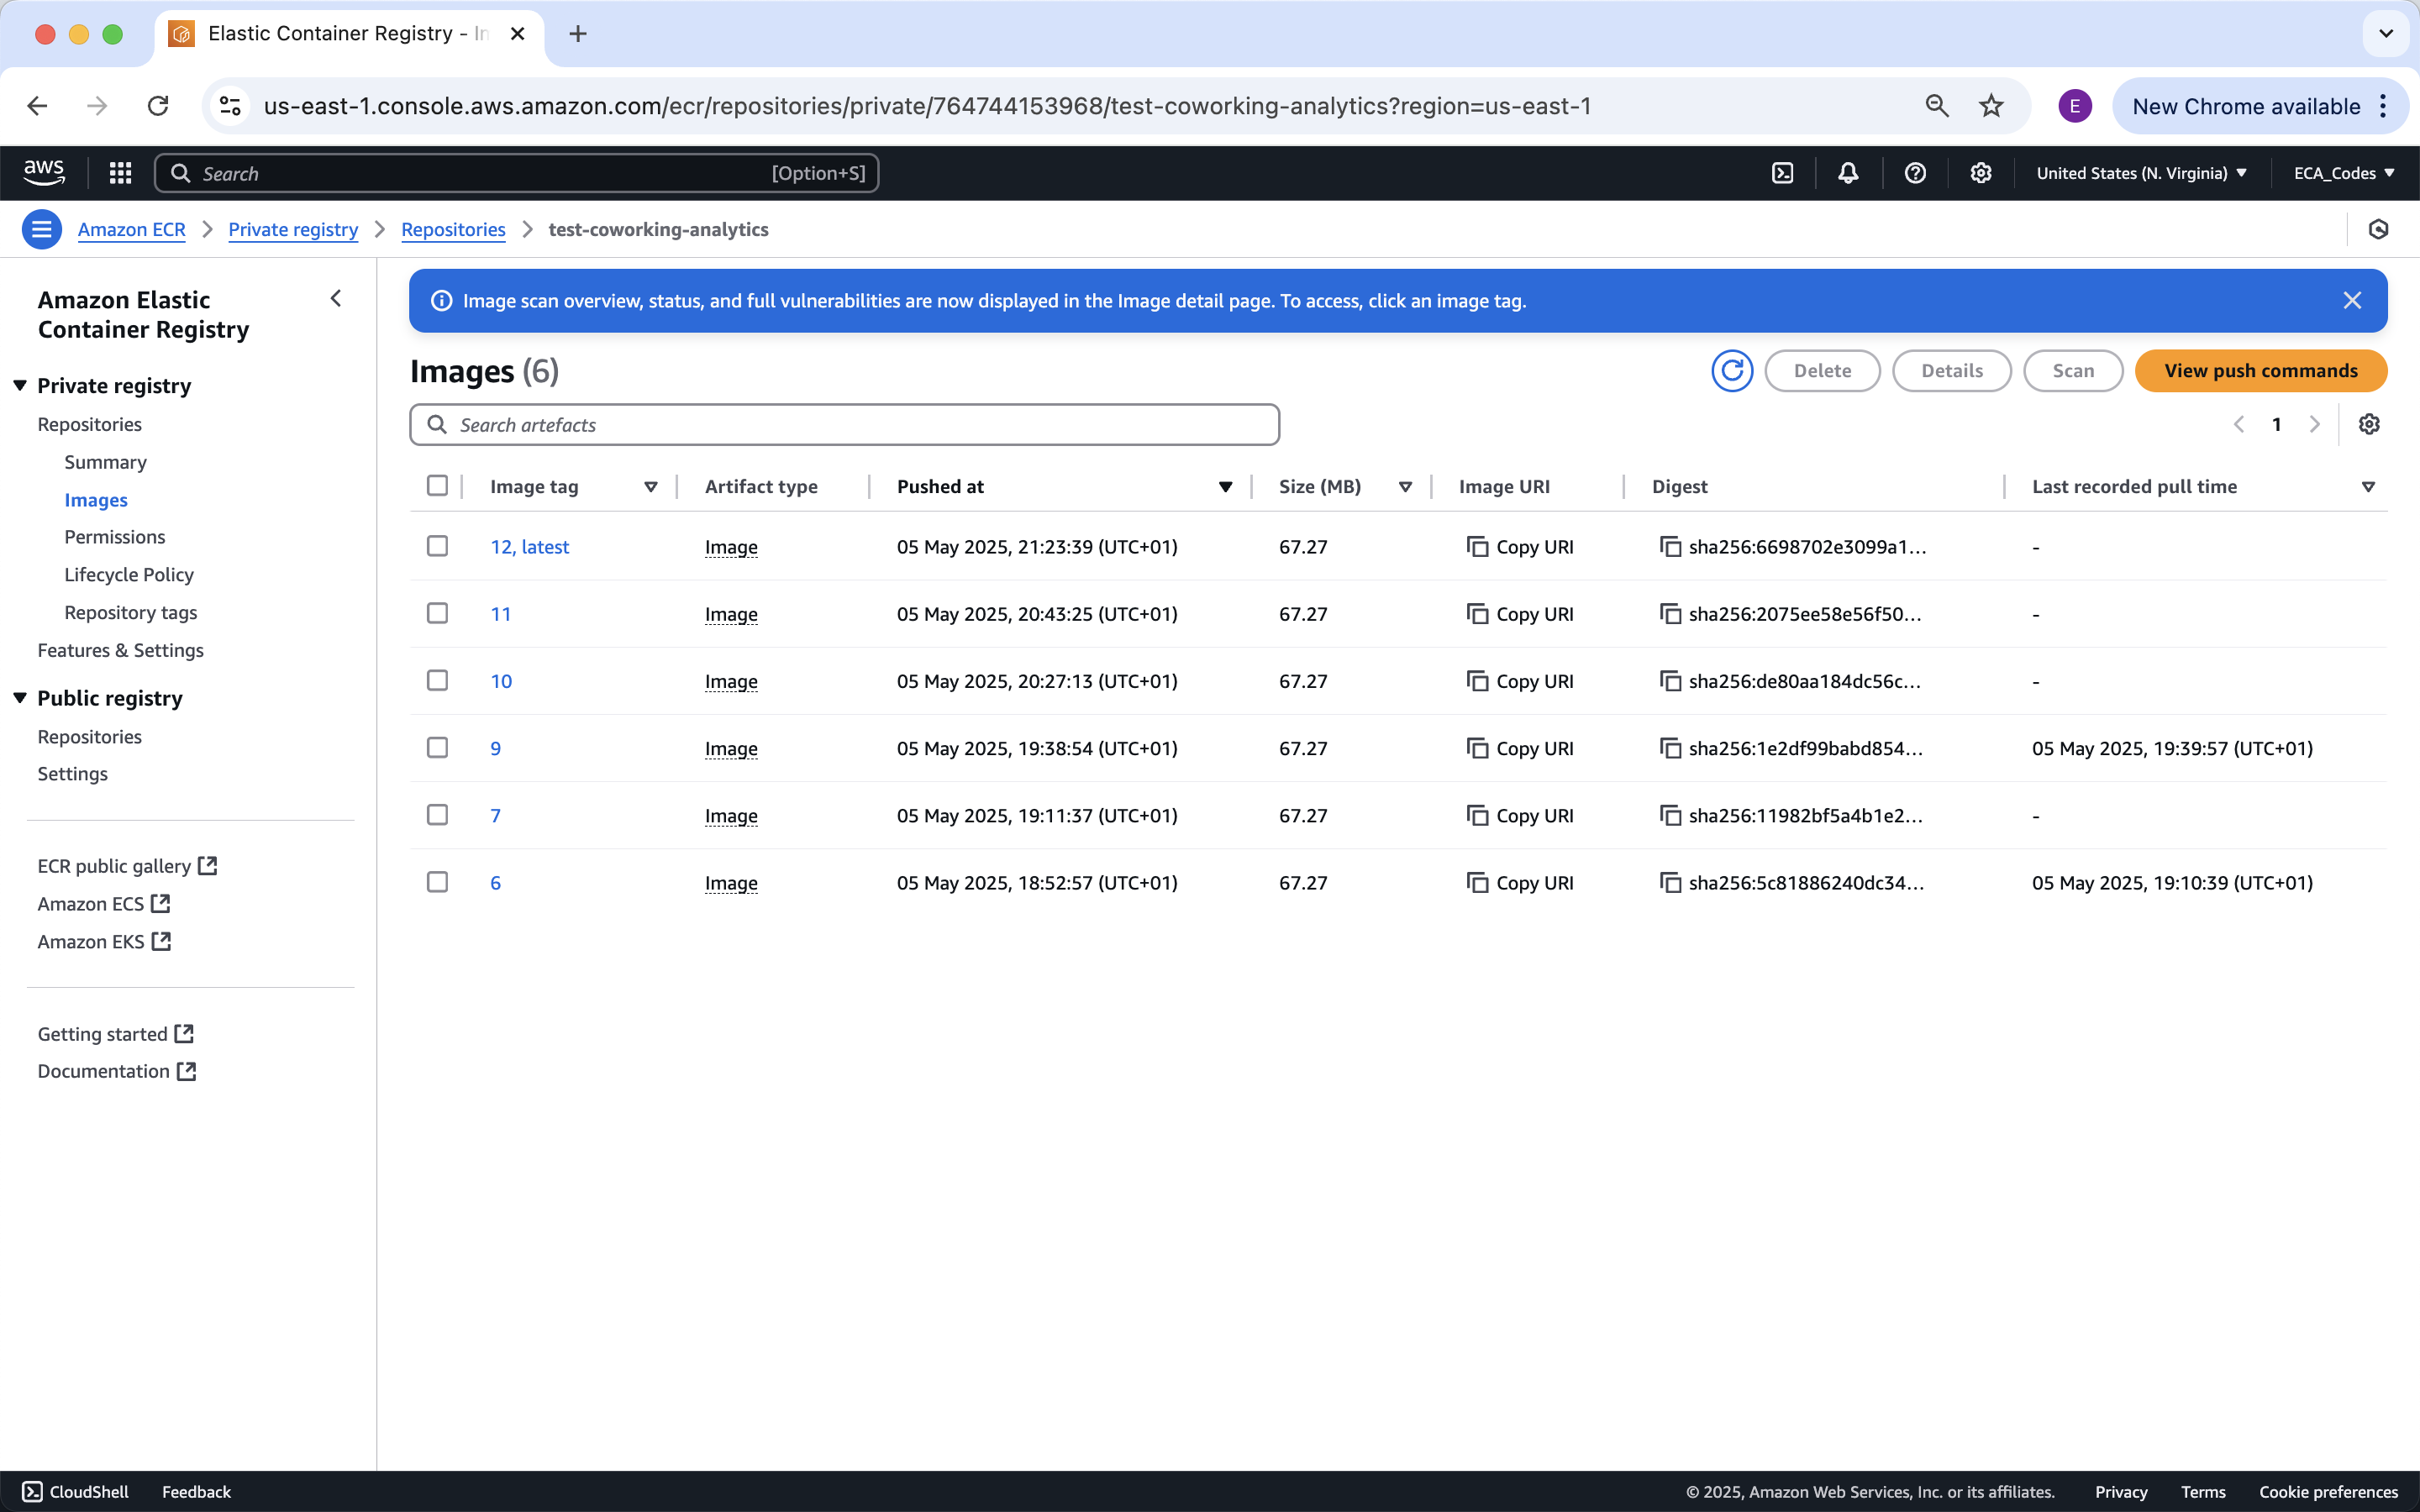 Elastic Container Registry - In
us-east-1.console.aws.amazon.com/ecr/repositories/private/764744153968/test-coworking-analytics?region=us-east-1
E
New Chrome available
aws
Search
[Option+S]
United States (N. Virginia)
ECA_Codes
Amazon ECR
Private registry
Repositories
test-coworking-analytics
Amazon Elastic
Container Registry
Private registry
Repositories
Summary
Images
Permissions
Lifecycle Policy
Repository tags
Features & Settings
Public registry
Repositories
Settings
ECR public gallery
Amazon ECS
Amazon EKS
Getting started
Documentation
Image scan overview, status, and full vulnerabilities are now displayed in the Image detail page. To access, click an image tag.
Images (6)
Delete
Details
Scan
View push commands
Search artefacts
1
Image tag Artifact type Pushed at Size (MB) Image URI Digest Last recorded pull time
12, latest Image 05 May 2025, 21:23:39 (UTC+01) 67.27 Copy URI sha256:6698702e3099a1... -
11 Image 05 May 2025, 20:43:25 (UTC+01) 67.27 Copy URI sha256:2075ee58e56f50... -
10 Image 05 May 2025, 20:27:13 (UTC+01) 67.27 Copy URI sha256:de80aa184dc56c... -
9 Image 05 May 2025, 19:38:54 (UTC+01) 67.27 Copy URI sha256:1e2df99babd854... 05 May 2025, 19:39:57 (UTC+01)
7 Image 05 May 2025, 19:11:37 (UTC+01) 67.27 Copy URI sha256:11982bf5a4b1e2... -
6 Image 05 May 2025, 18:52:57 (UTC+01) 67.27 Copy URI sha256:5c81886240dc34... 05 May 2025, 19:10:39 (UTC+01)
CloudShell
Feedback
© 2025, Amazon Web Services, Inc. or its affiliates.
Privacy
Terms
Cookie preferences